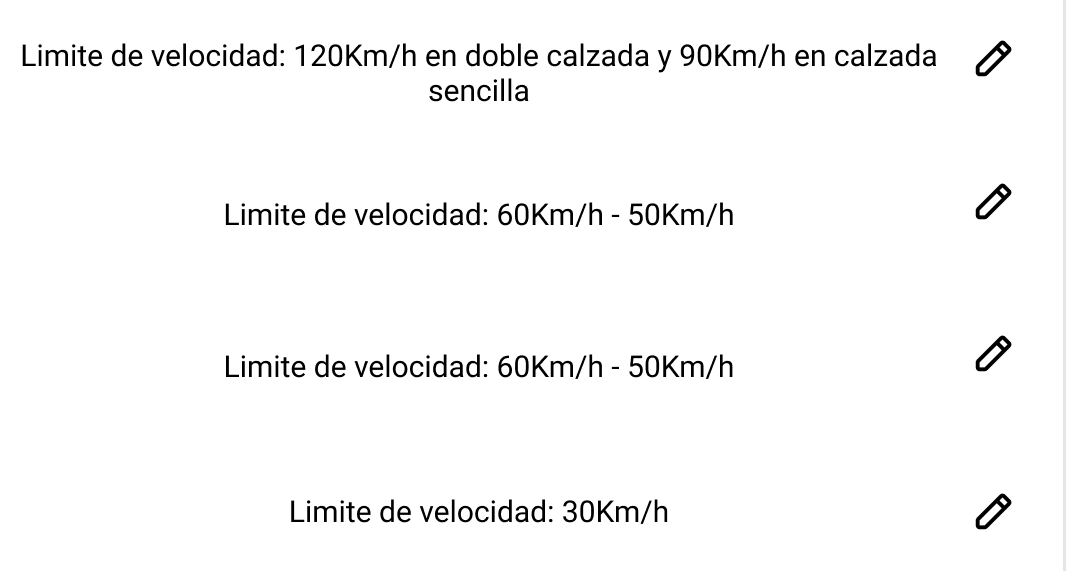 Limite de velocidad: 120Km/h en doble calzada y 90Km/h en calzada
sencilla
Limite de velocidad: 60Km/h - 50Km/h
Limite de velocidad: 60Km/h - 50Km/h
Limite de velocidad: 30Km/h